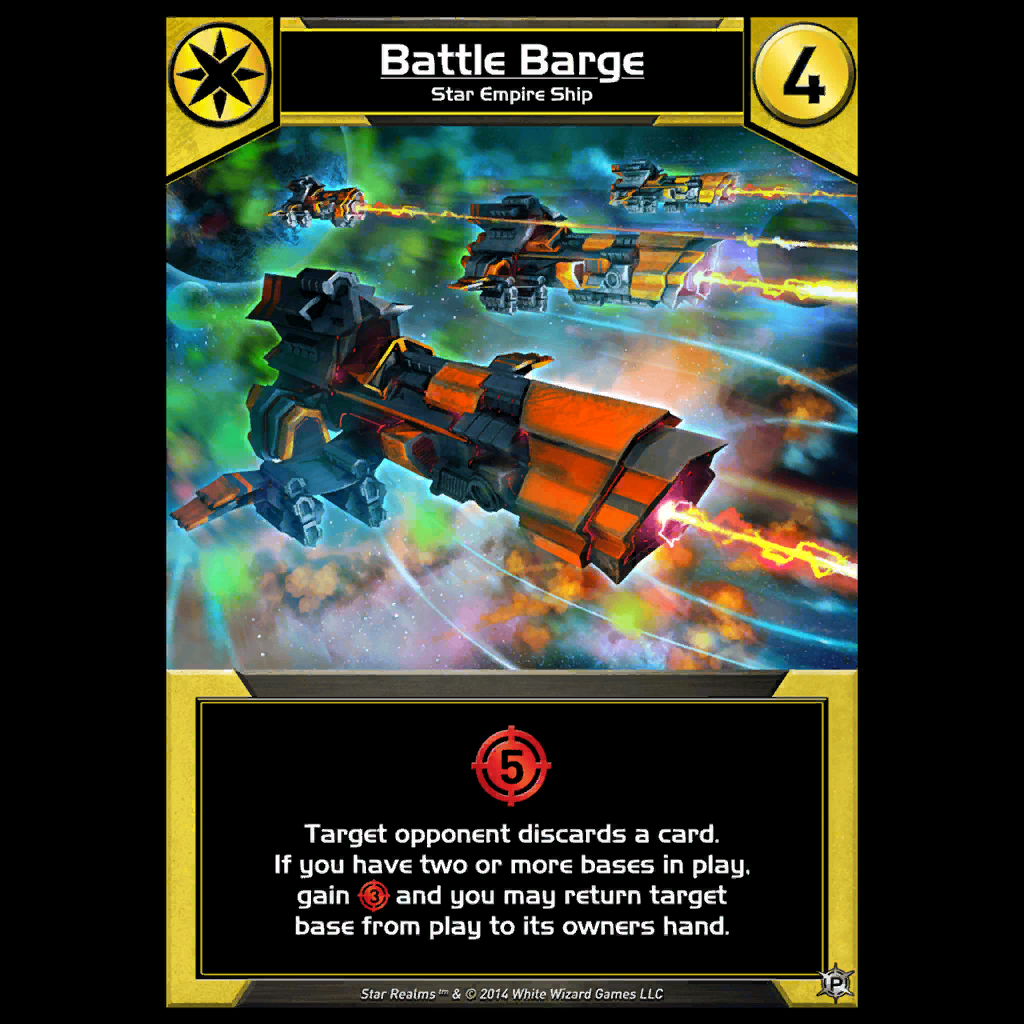 Battle Barge
Star Empire Ship
4
5
Target opponent discards a card.
If you have two or more bases in play,
gain 3 and you may return target
base from play to its owners hand.
Star Realms™ & © 2014 White Wizard Games LLC
P